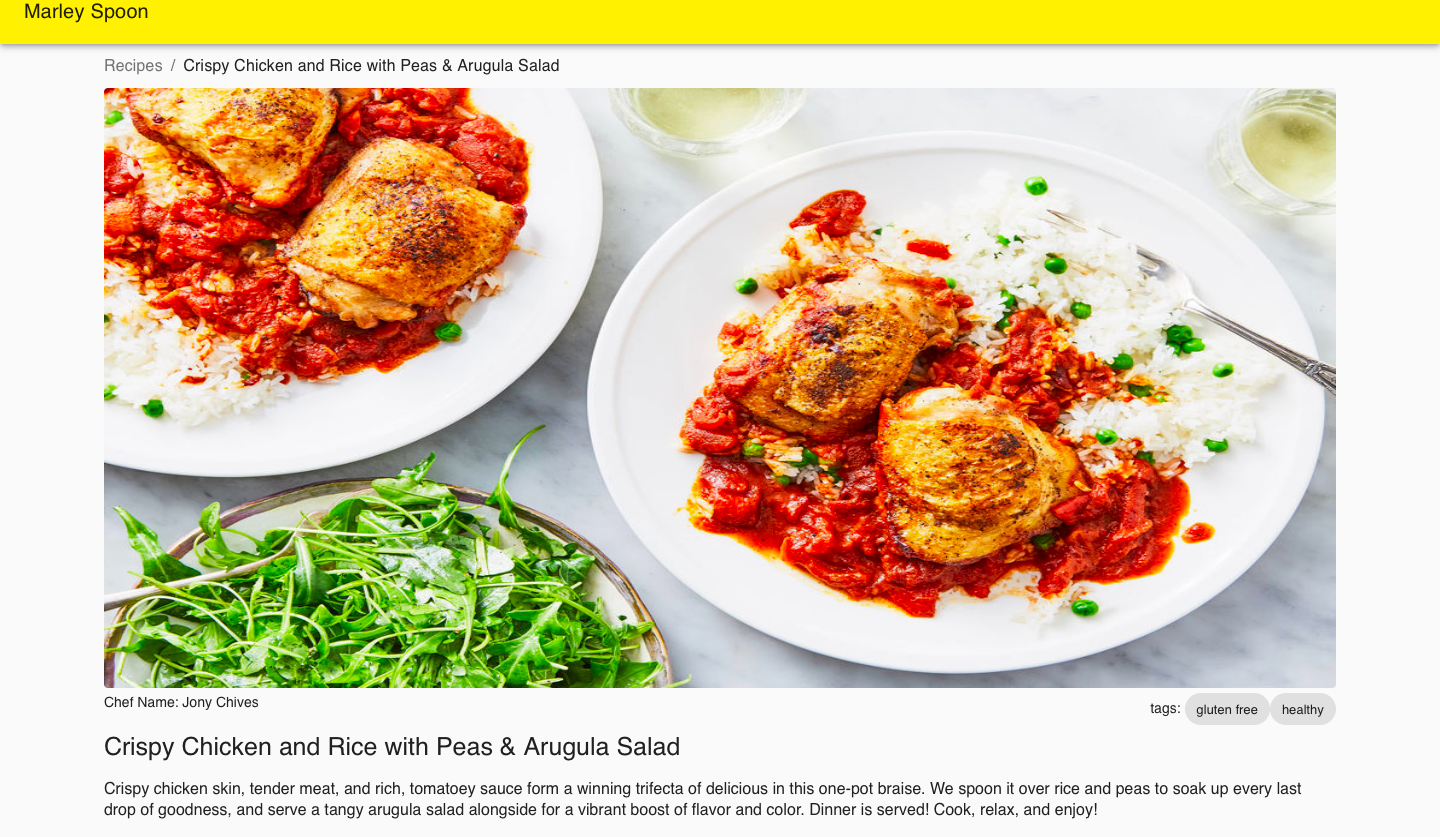 Marley Spoon
Recipes / Crispy Chicken and Rice with Peas & Arugula Salad
Chef Name: Jony Chives
tags: gluten free healthy
Crispy Chicken and Rice with Peas & Arugula Salad
Crispy chicken skin, tender meat, and rich, tomatoey sauce form a winning trifecta of delicious in this one-pot braise. We spoon it over rice and peas to soak up every last
drop of goodness, and serve a tangy arugula salad alongside for a vibrant boost of flavor and color. Dinner is served! Cook, relax, and enjoy!